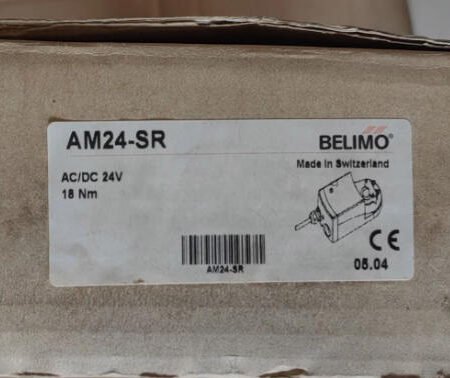 AM24-SR
BELIMO®
Made in Switzerland
AC/DC 24V
18 Nm
AM24-SR
CE
05.04